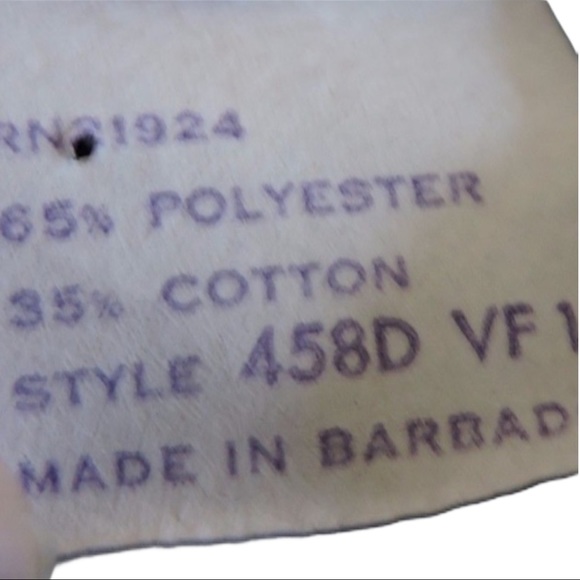 65% POLYESTER
35% COTTON
STYLE 458D VF
MADE IN BARBAD